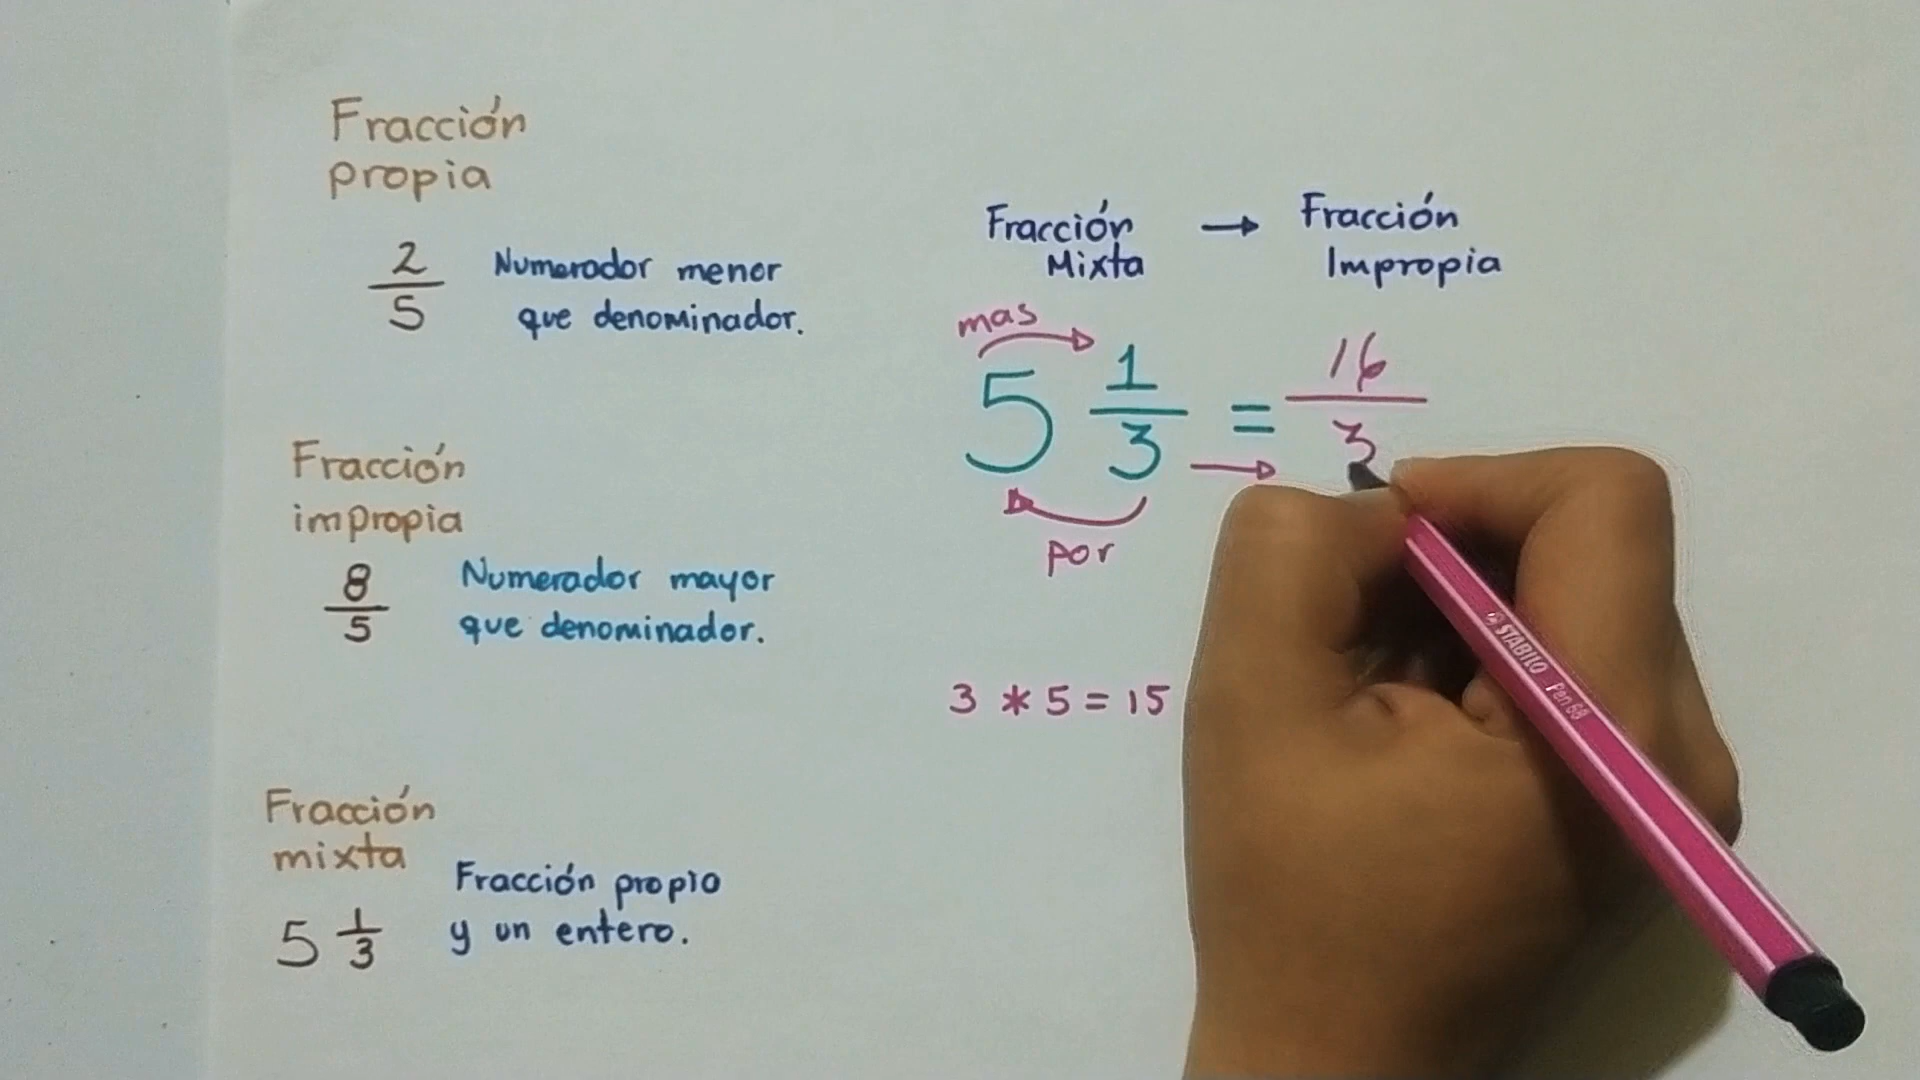 Fracción
propia
2
5
Numerador menor
que denominador.
Fracción
impropia
8
5
Numerador mayor
que denominador.
Fracción
mixta
5 1
3
Fracción propio
y un entero.
Fracción → Fracción
Mixta Impropia
mas
5 1 = 16
3 → 3
por
3 * 5 = 15
STABILO Pen 68